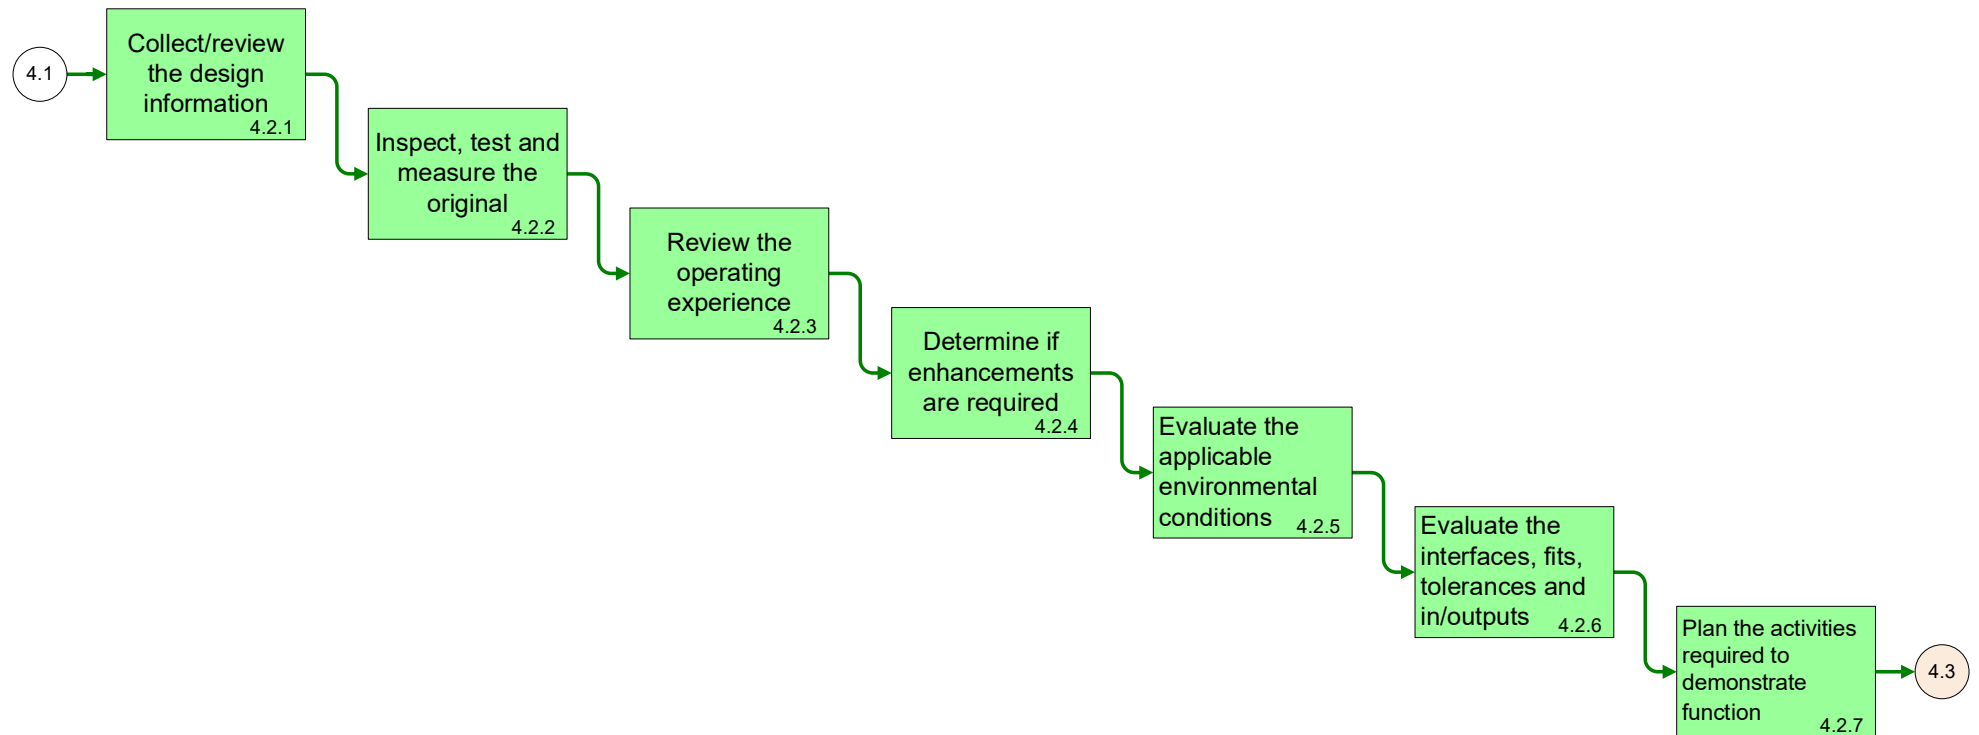 4.1
Collect/review
the design
information
4.2.1
Inspect, test and
measure the
original
4.2.2
Review the
operating
experience
4.2.3
Determine if
enhancements
are required
4.2.4
Evaluate the
applicable
environmental
conditions
4.2.5
Evaluate the
interfaces, fits,
tolerances and
in/outputs
4.2.6
Plan the activities
required to
demonstrate
function
4.2.7
4.3